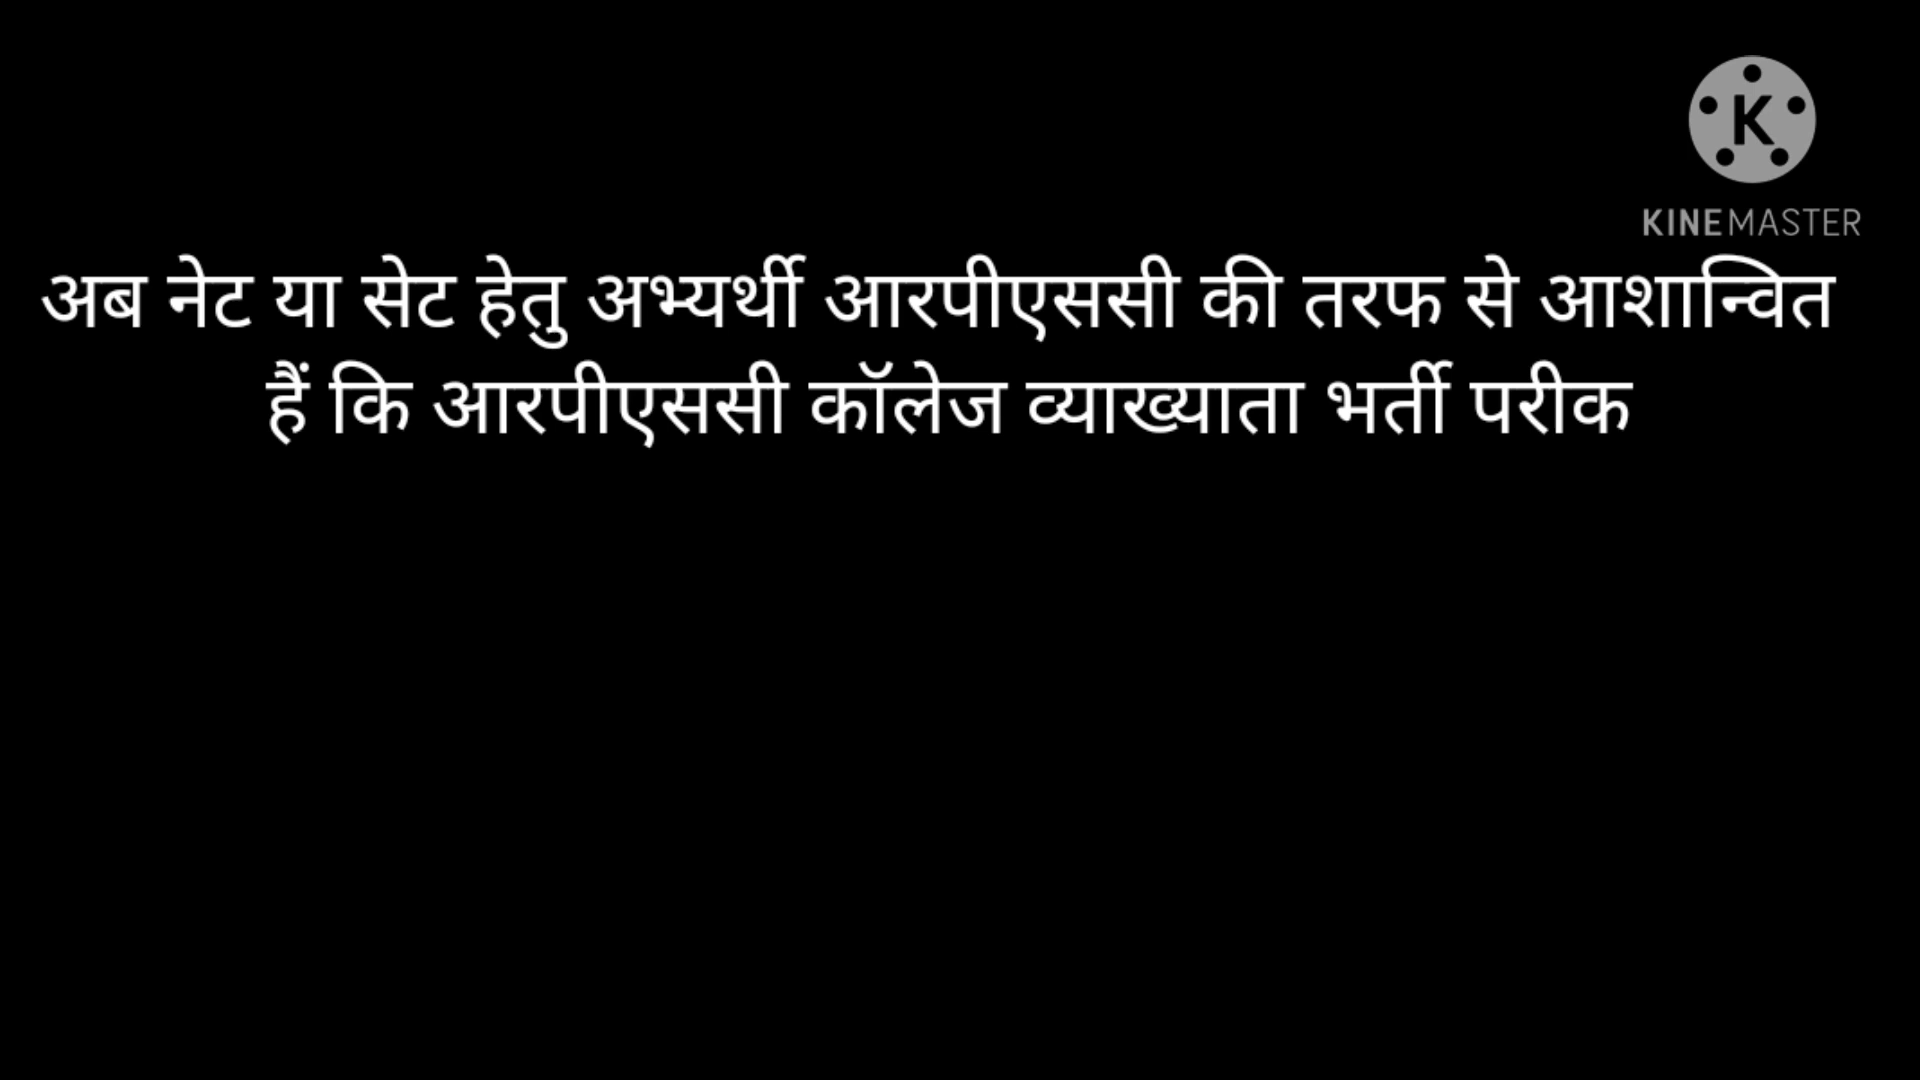 K
KINEMASTER
अब नेट या सेट हेतु अभ्यर्थी आरपीएससी की तरफ से आशान्वित
हैं कि आरपीएससी कॉलेज व्याख्याता भर्ती परीक